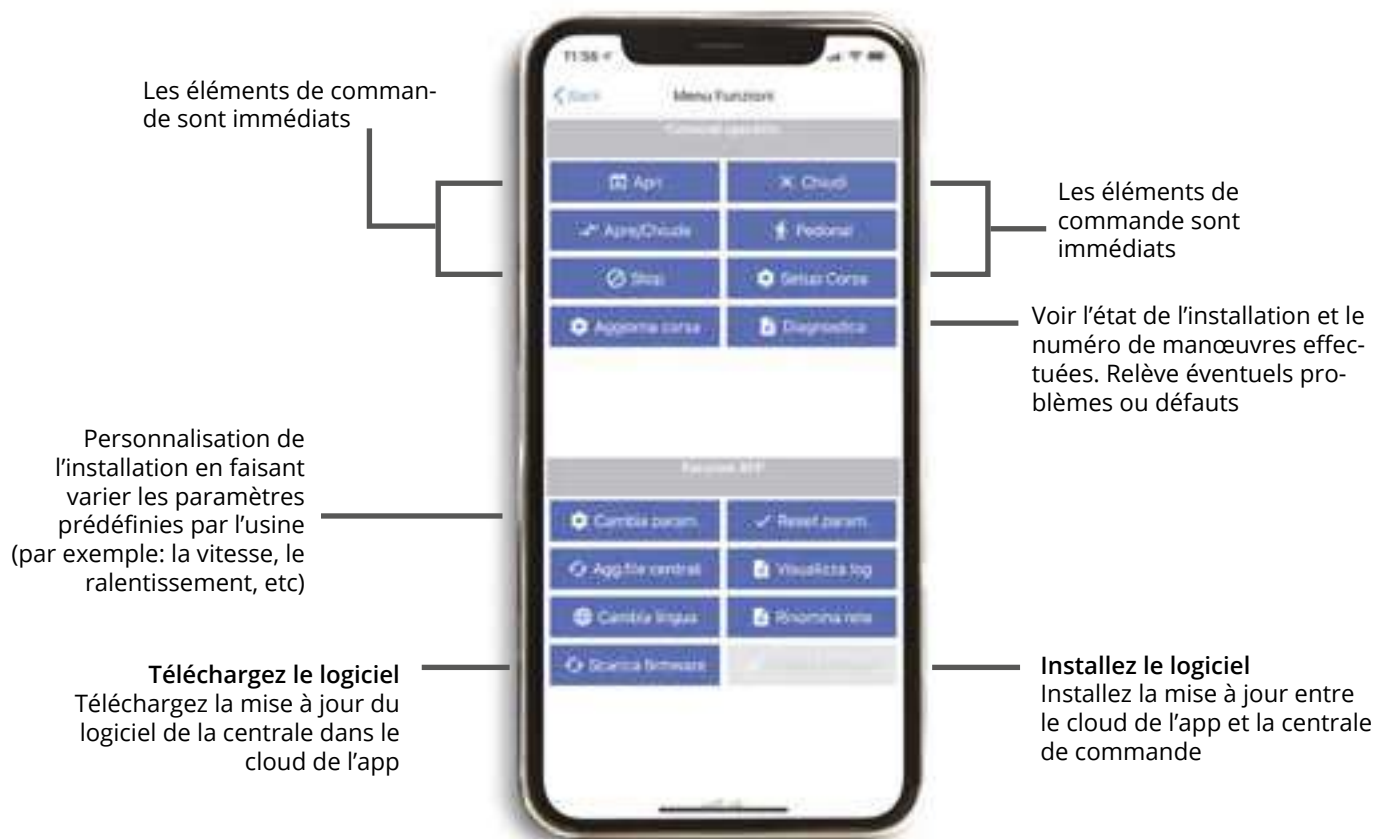 Les éléments de comman-
de sont immédiats
Les éléments de
commande sont
immédiats
Voir l’état de l’installation et le
numéro de manœuvres effec-
tuées. Relève éventuels pro-
blèmes ou défauts
Personnalisation de
l’installation en faisant
varier les paramètres
prédéfinies par l’usine
(par exemple: la vitesse, le
ralentissement, etc)
Téléchargez le logiciel
Téléchargez la mise à jour du
logiciel de la centrale dans le
cloud de l’app
Installez le logiciel
Installez la mise à jour entre
le cloud de l’app et la centrale
de commande
11:56
Back Menu Funzioni
Apri Chiudi
Apre/Chiude Pedonal
Stop Setup Corsa
Aggiorna corsa Diagnostica
Funzioni APP
Cambia param. Reset param.
Agg.file central Visualizza log
Cambia lingua Rinomina rete
Scarica firmware